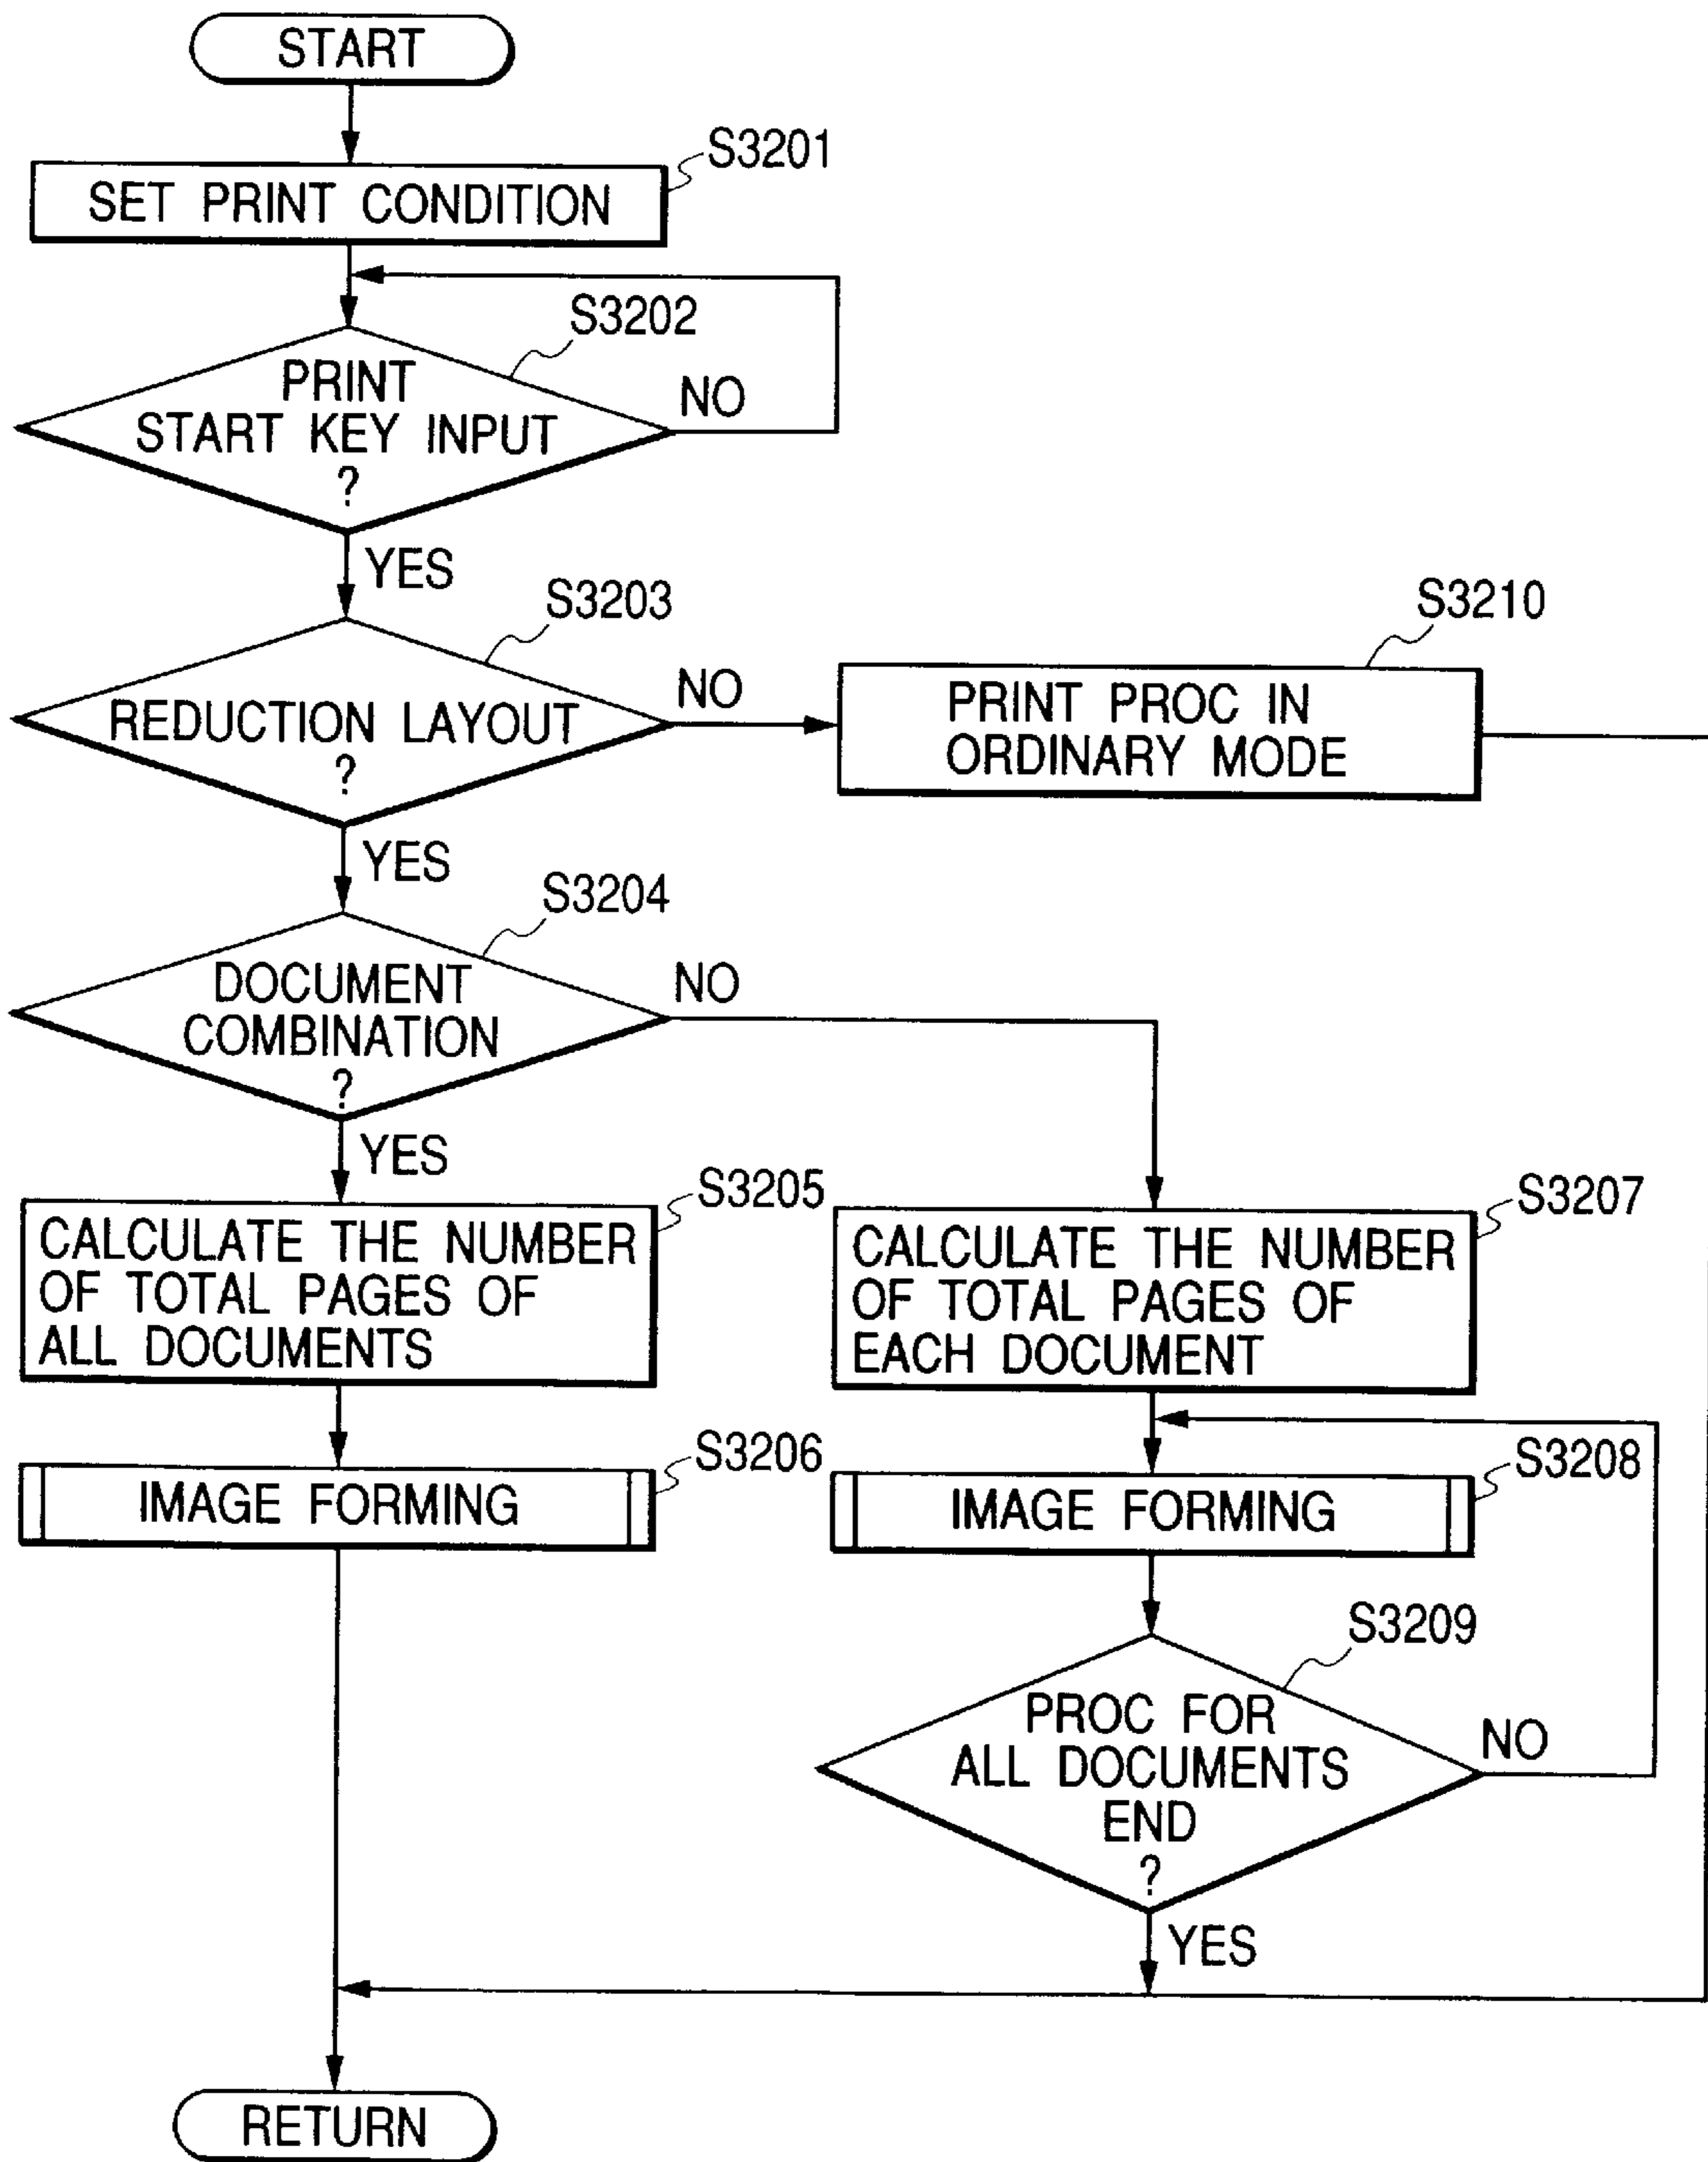 START
S3201
SET PRINT CONDITION
S3202
PRINT
START KEY INPUT
?
NO
YES
S3203
REDUCTION LAYOUT
?
NO
S3210
PRINT PROC IN
ORDINARY MODE
YES
S3204
DOCUMENT
COMBINATION
?
NO
YES
S3205
CALCULATE THE NUMBER
OF TOTAL PAGES OF
ALL DOCUMENTS
S3207
CALCULATE THE NUMBER
OF TOTAL PAGES OF
EACH DOCUMENT
S3206
IMAGE FORMING
S3208
IMAGE FORMING
S3209
PROC FOR
ALL DOCUMENTS
END
?
NO
YES
RETURN